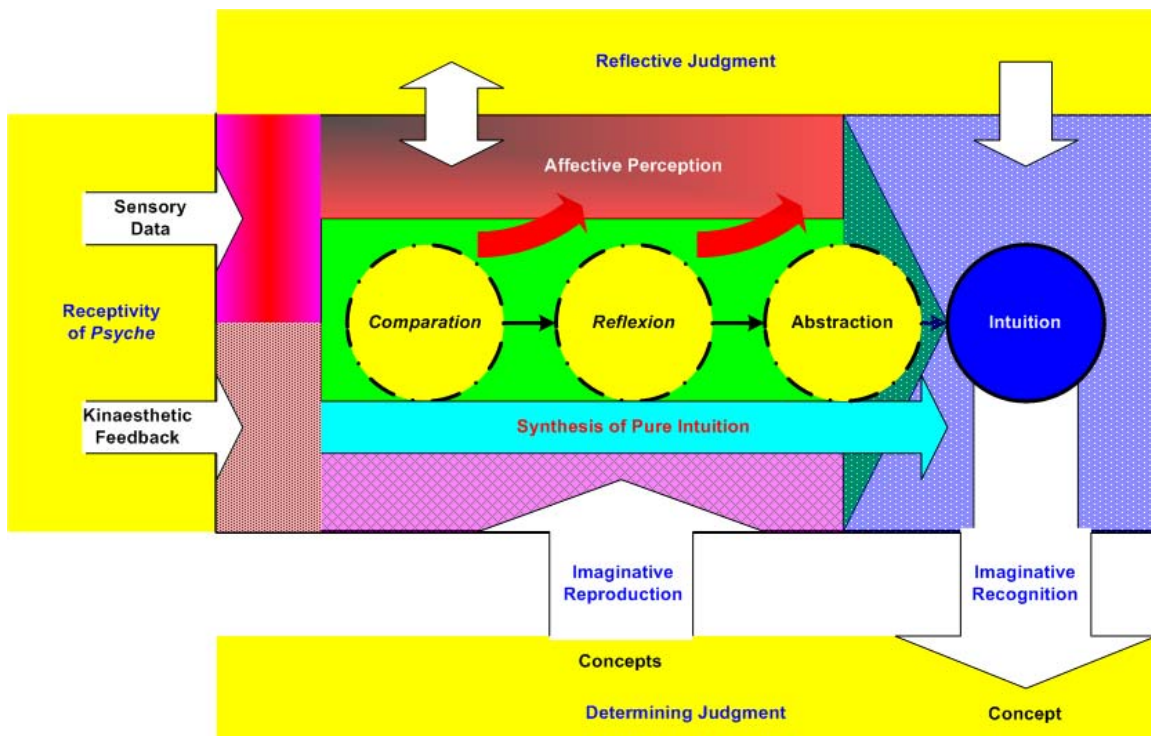 Reflective Judgment
Affective Perception
Sensory
Data
Receptivity
of Psyche
Comparation
Reflexion
Abstraction
Intuition
Kinaesthetic
Feedback
Synthesis of Pure Intuition
Imaginative
Reproduction
Imaginative
Recognition
Concepts
Determining Judgment
Concept